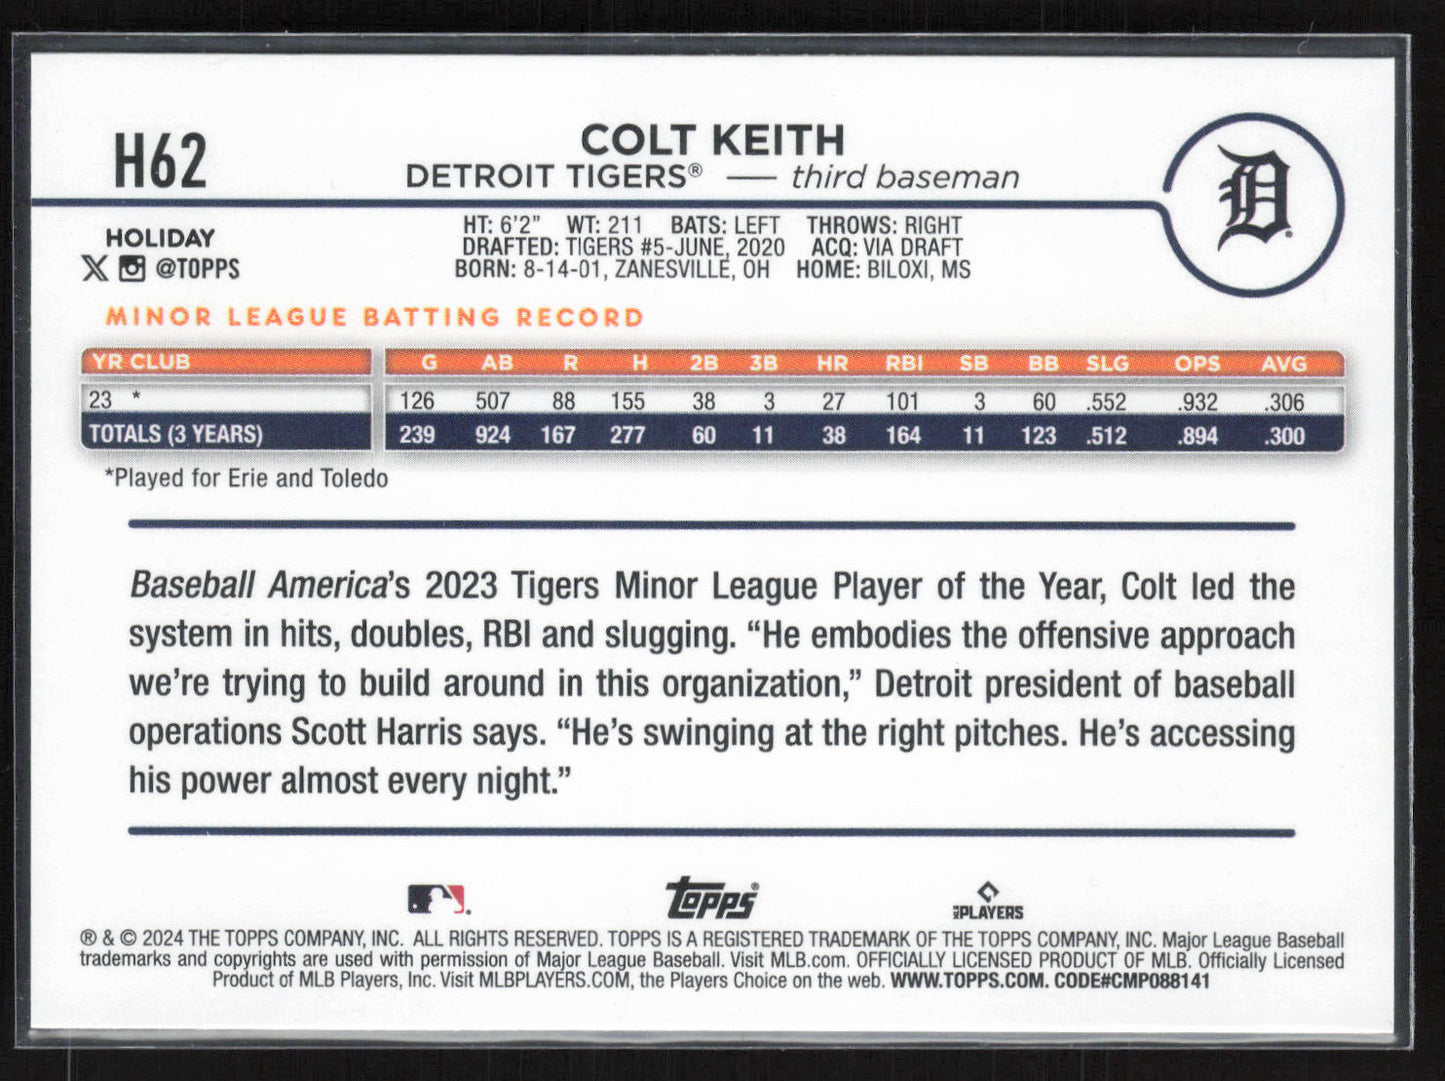 H62
COLT KEITH
DETROIT TIGERS® — third baseman
HOLIDAY
@TOPPS
HT: 6'2" WT: 211 BATS: LEFT THROWS: RIGHT
DRAFTED: TIGERS #5-JUNE, 2020 ACQ: VIA DRAFT
BORN: 8-14-01, ZANESVILLE, OH HOME: BILOXI, MS
MINOR LEAGUE BATTING RECORD
YR CLUB G AB R H 2B 3B HR RBI SB BB SLG OPS AVG
23 * 126 507 88 155 38 3 27 101 3 60 .552 .932 .306
TOTALS (3 YEARS) 239 924 167 277 60 11 38 164 11 123 .512 .894 .300
*Played for Erie and Toledo
Baseball America's 2023 Tigers Minor League Player of the Year, Colt led the
system in hits, doubles, RBI and slugging. “He embodies the offensive approach
we're trying to build around in this organization,” Detroit president of baseball
operations Scott Harris says. “He's swinging at the right pitches. He's accessing
his power almost every night.”
Topps®
PLAYERS
® & © 2024 THE TOPPS COMPANY, INC. ALL RIGHTS RESERVED. TOPPS IS A REGISTERED TRADEMARK OF THE TOPPS COMPANY, INC. Major League Baseball
trademarks and copyrights are used with permission of Major League Baseball. Visit MLB.com. OFFICIALLY LICENSED PRODUCT OF MLB. Officially Licensed
Product of MLB Players, Inc. Visit MLBPLAYERS.COM, the Players Choice on the web. WWW.TOPPS.COM. CODE#CMP088141